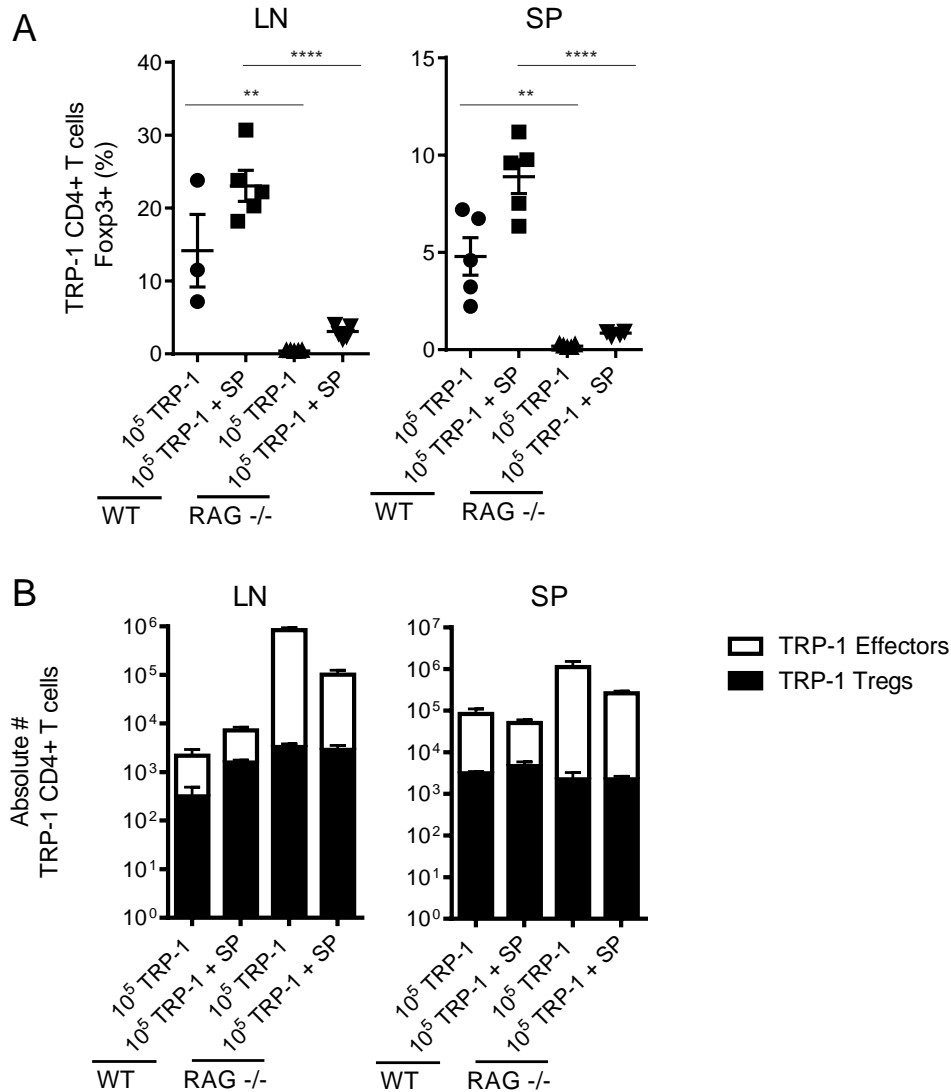 A
LN
SP
TRP-1 CD4+ T cells
Foxp3+ (%)
40
30
20
10
0
**
****
15
10
5
0
**
****
10⁵ TRP-1
10⁵ TRP-1 + SP
10⁵ TRP-1
10⁵ TRP-1 + SP
10⁵ TRP-1
10⁵ TRP-1 + SP
10⁵ TRP-1
10⁵ TRP-1 + SP
WT
RAG -/-
WT
RAG -/-
B
LN
SP
Absolute #
TRP-1 CD4+ T cells
10⁶
10⁵
10⁴
10³
10²
10¹
10⁰
10⁷
10⁶
10⁵
10⁴
10³
10²
10¹
10⁰
TRP-1 Effectors
TRP-1 Tregs
10⁵ TRP-1
10⁵ TRP-1 + SP
10⁵ TRP-1
10⁵ TRP-1 + SP
10⁵ TRP-1
10⁵ TRP-1 + SP
10⁵ TRP-1
10⁵ TRP-1 + SP
WT
RAG -/-
WT
RAG -/-